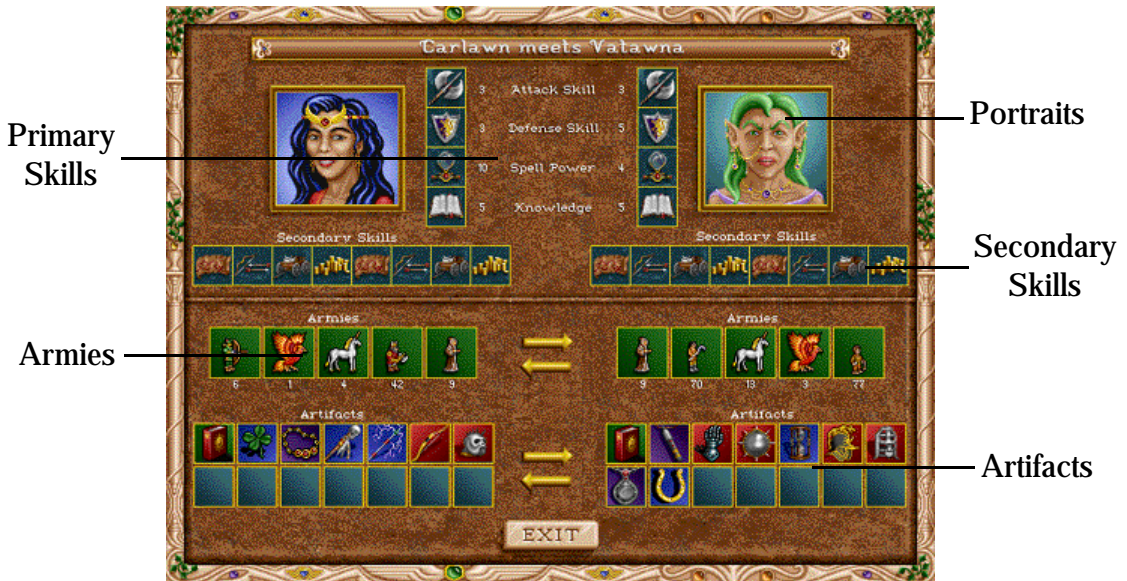 Carlawn meets Vatawna
3 Attack Skill 3
3 Defense Skill 5
10 Spell Power 4
5 Knowledge 5
Primary
Skills
Portraits
Secondary Skills
Secondary Skills
Secondary
Skills
Armies
Armies
Armies
6 1 4 42 9
9 70 13 3 77
Artifacts
Artifacts
Artifacts
EXIT